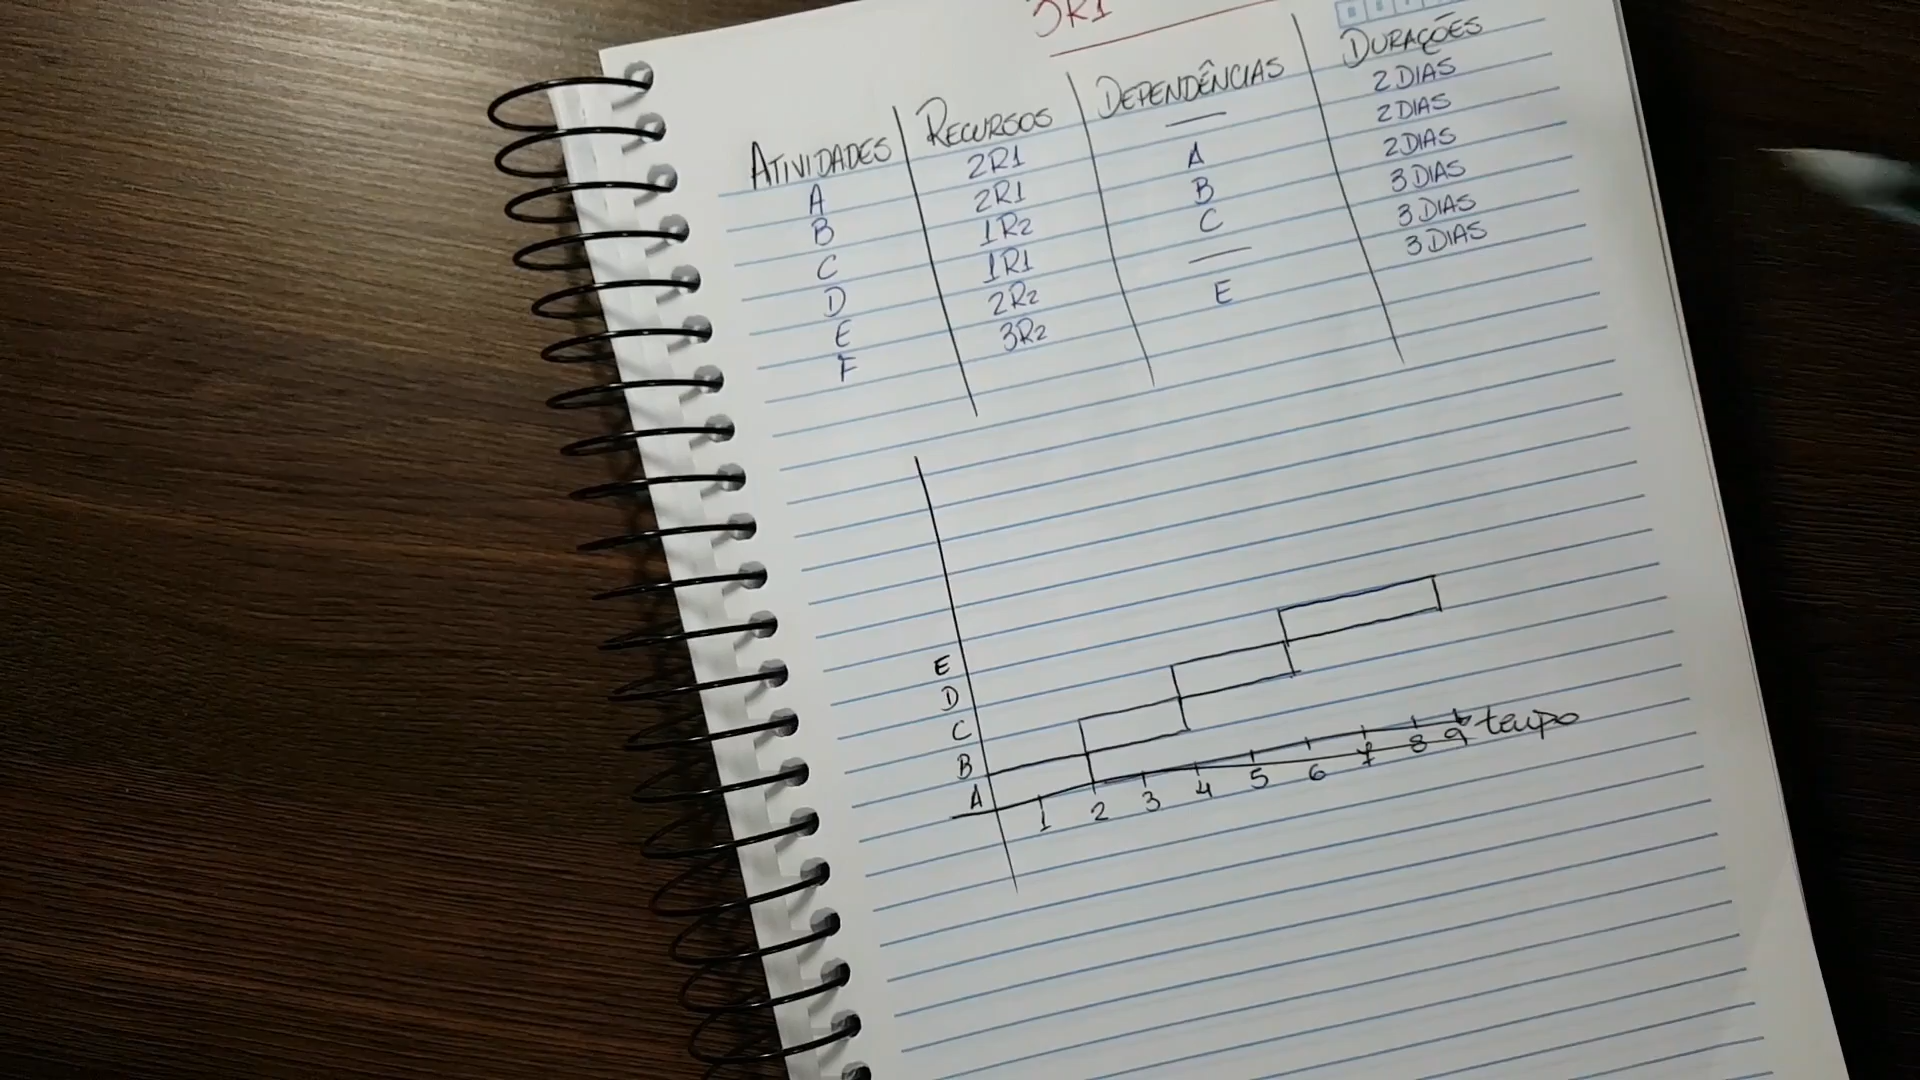 3R1
ATIVIDADES RECURSOS DEPENDÊNCIAS DURAÇÕES
A 2R1 — 2 DIAS
B 2R1 A 2 DIAS
C 1R2 B 2 DIAS
D 1R1 C 3 DIAS
E 2R2 — 3 DIAS
F 3R2 E 3 DIAS
E
D
C
B
A
1 2 3 4 5 6 7 8 9 tempo